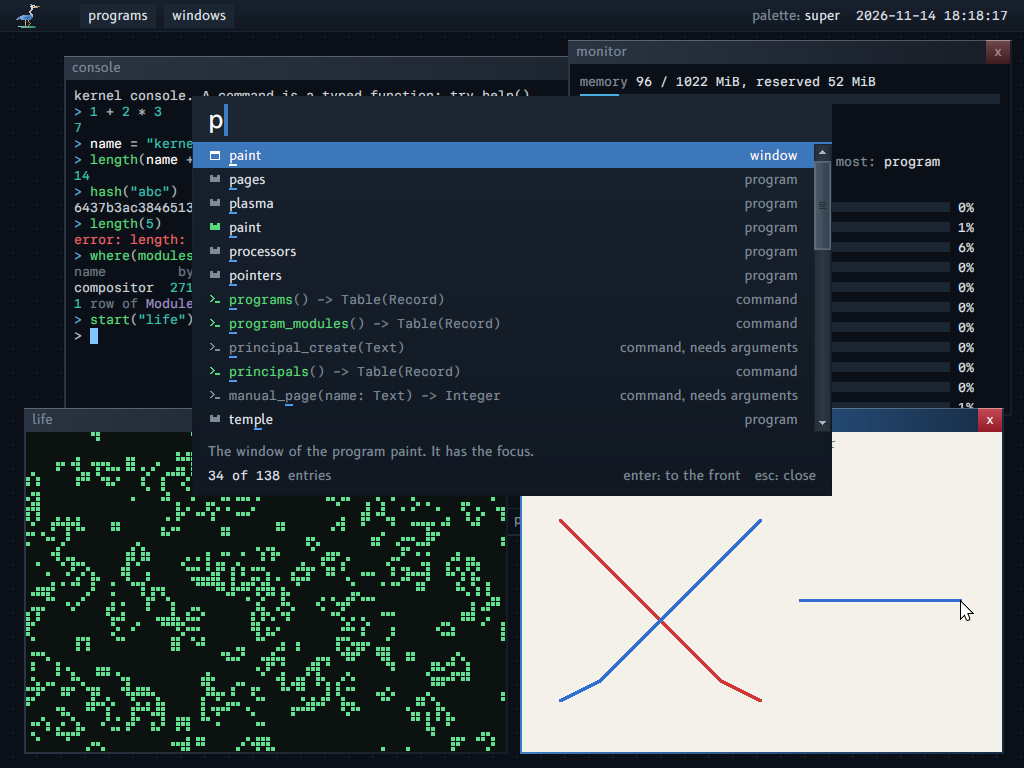 programs windows palette: super 2026-11-14 18:18:17
console
monitor x
memory 96 / 1022 MiB, reserved 52 MiB
kernel console. A command is a typed function: try help()
> 1 + 2 * 3
7
> name = "kerne
> length(name +
14
> hash("abc")
6437b3ac3846513
> length(5)
error: length:
> where(modules
name by
compositor 271
1 row of Module
> start("life")
>
most: program
0%
1%
6%
0%
0%
0%
0%
0%
0%
0%
1%
p
paint window
pages program
plasma program
paint program
processors program
pointers program
programs() -> Table(Record) command
program_modules() -> Table(Record) command
principal_create(Text) command, needs arguments
principals() -> Table(Record) command
manual_page(name: Text) -> Integer command, needs arguments
temple program
The window of the program paint. It has the focus.
34 of 138 entries enter: to the front esc: close
life
x
p